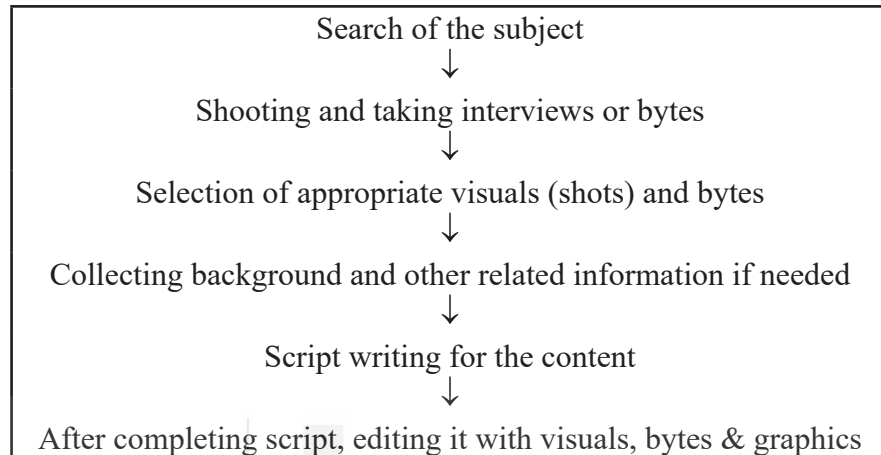 Search of the subject
↓
Shooting and taking interviews or bytes
↓
Selection of appropriate visuals (shots) and bytes
↓
Collecting background and other related information if needed
↓
Script writing for the content
↓
After completing script, editing it with visuals, bytes & graphics